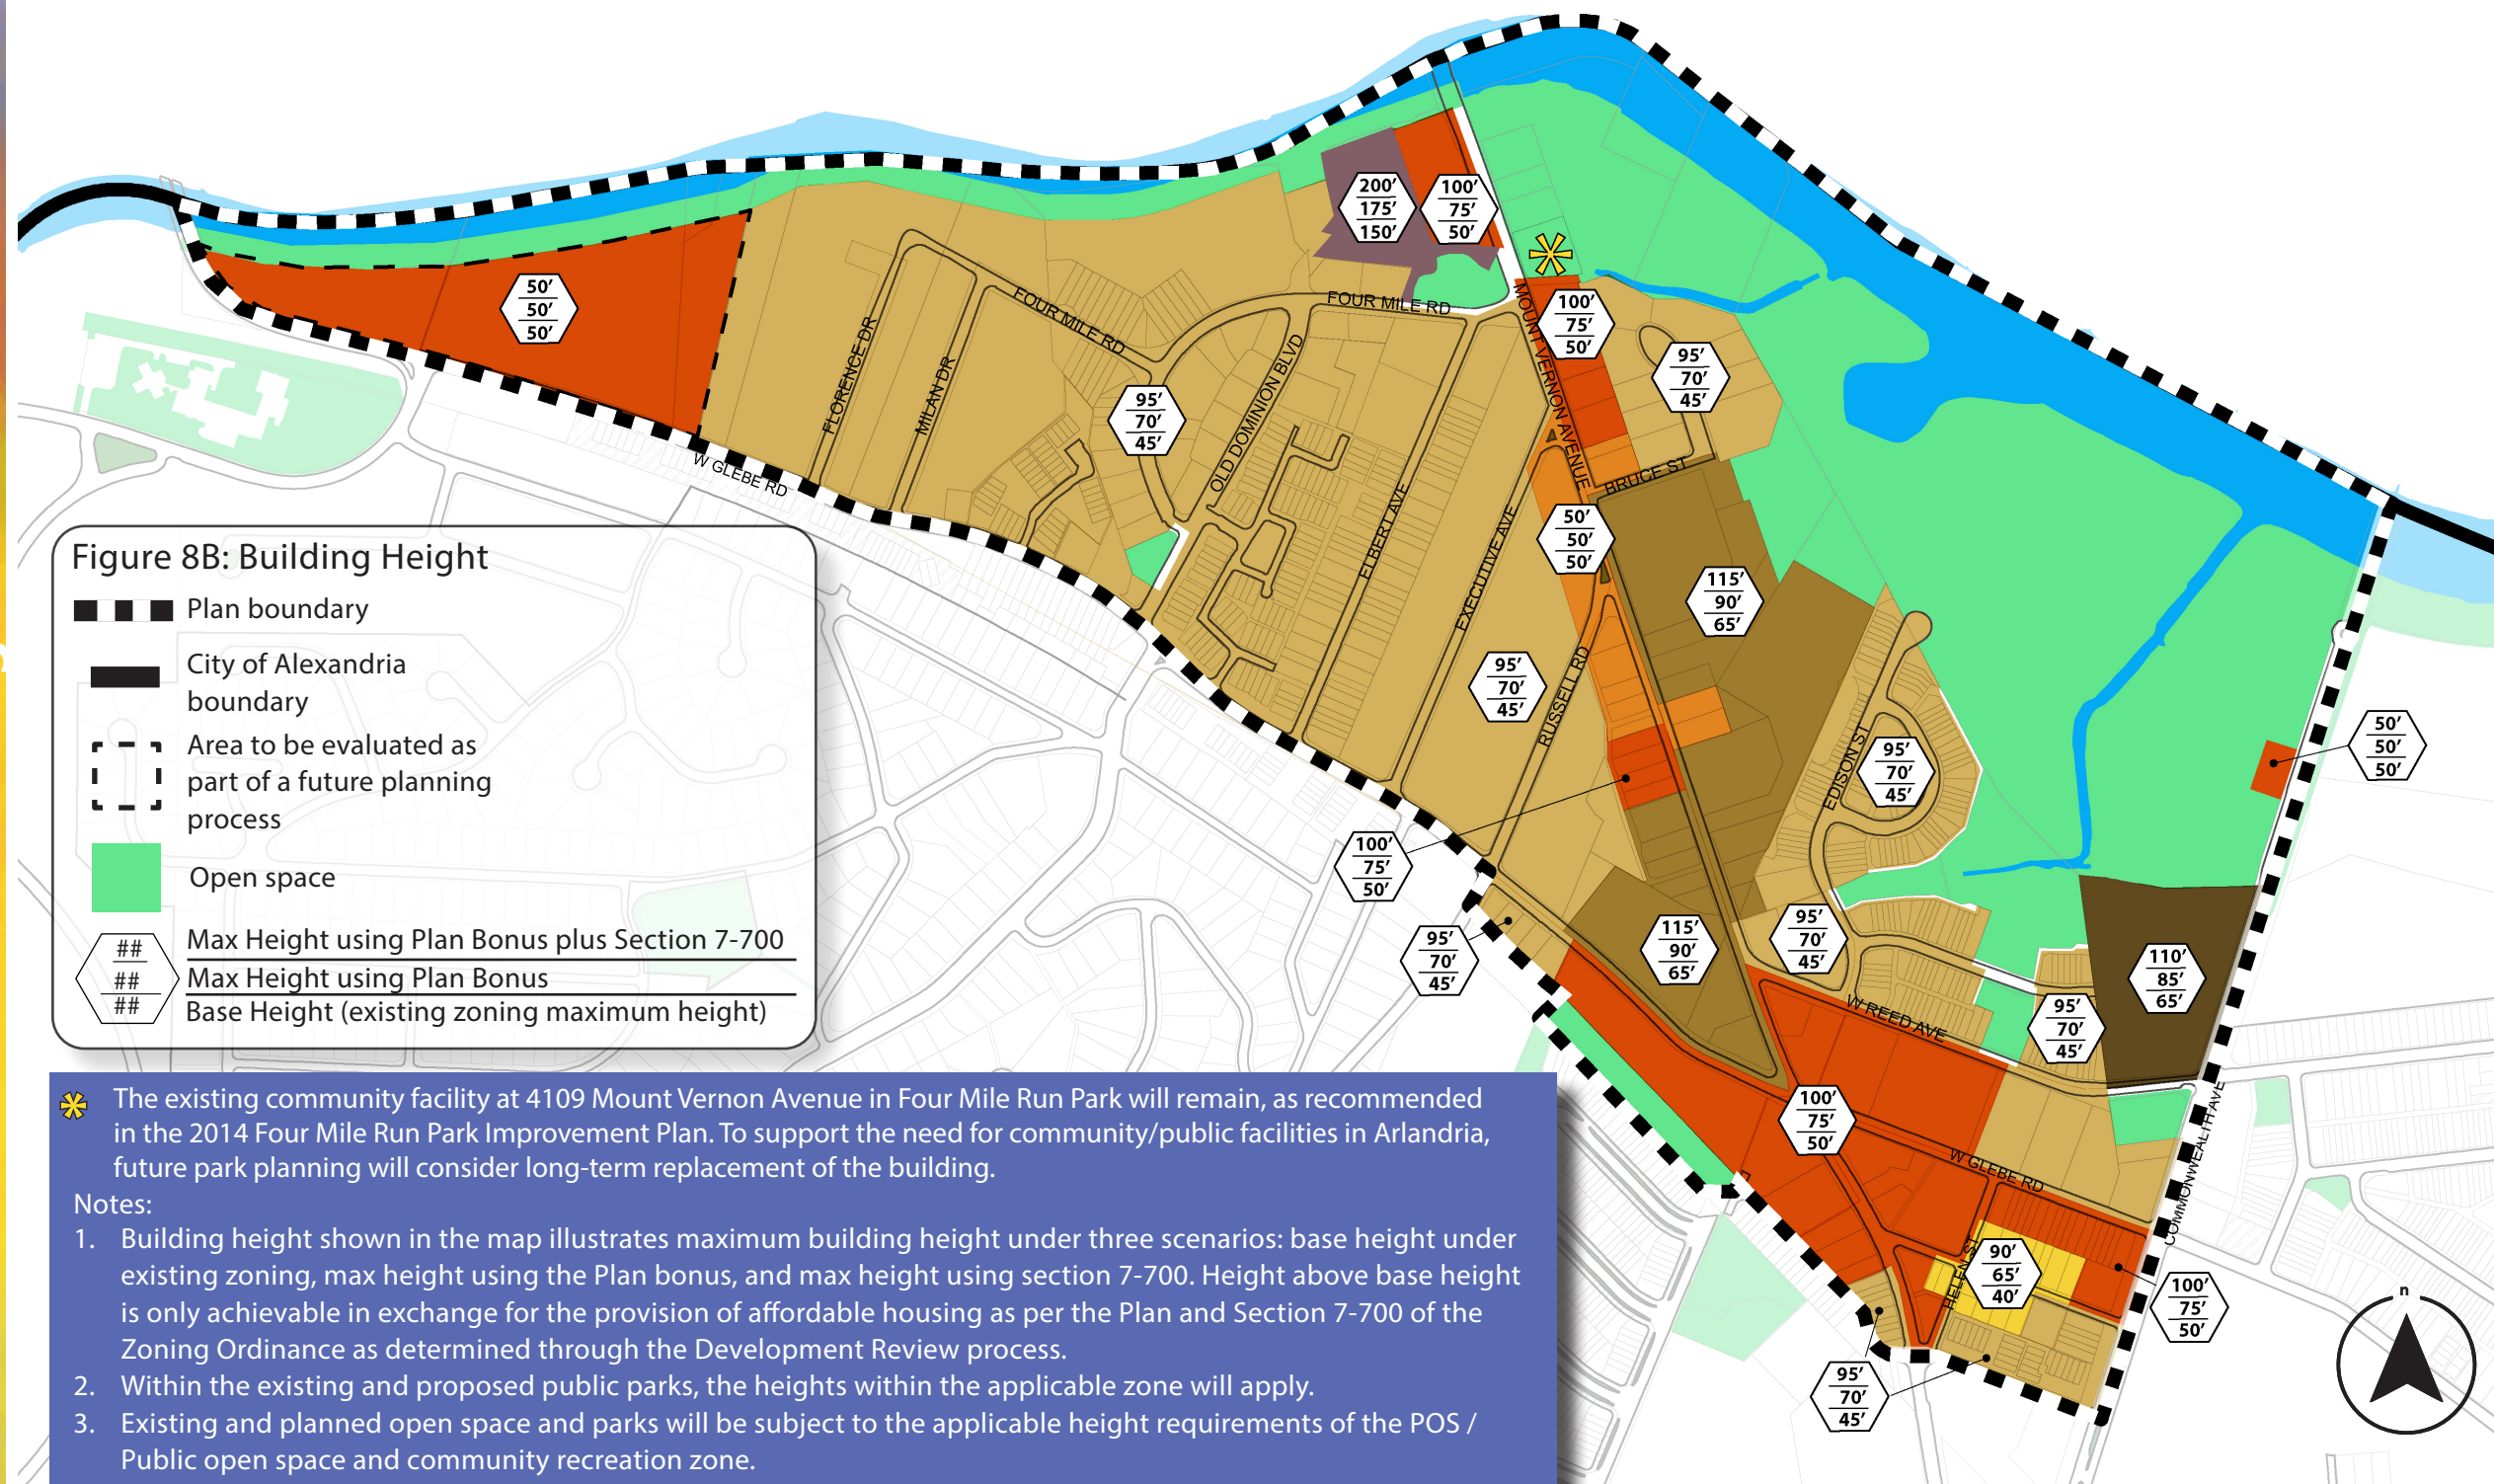 200’
175’
150’
100’
75’
50’
50’
50’
50’
FOUR MILE RD
FOUR MILE RD
MOUNT VERNON AVENUE
100’
75’
50’
95’
70’
45’
FLORENCE DR
MILAN DR
95’
70’
45’
OLD DOMINION BLVD
W GLEBE RD
BRUCE ST
ELBERT AVE
EXECUTIVE AVE
50’
50’
50’
115’
90’
65’
95’
70’
45’
RUSSELL RD
EDISON ST
95’
70’
45’
50’
50’
50’
100’
75’
50’
95’
70’
45’
115’
90’
65’
95’
70’
45’
110’
85’
65’
95’
70’
45’
W REED AVE
100’
75’
50’
W GLEBE RD
COMMONWEALTH AVE
HELEN ST
90’
65’
40’
100’
75’
50’
95’
70’
45’
n
Figure 8B: Building Height
Plan boundary
City of Alexandria
boundary
Area to be evaluated as
part of a future planning
process
Open space
##
##
##
Max Height using Plan Bonus plus Section 7-700
Max Height using Plan Bonus
Base Height (existing zoning maximum height)
The existing community facility at 4109 Mount Vernon Avenue in Four Mile Run Park will remain, as recommended
in the 2014 Four Mile Run Park Improvement Plan. To support the need for community/public facilities in Arlandria,
future park planning will consider long-term replacement of the building.
Notes:
1. Building height shown in the map illustrates maximum building height under three scenarios: base height under
existing zoning, max height using the Plan bonus, and max height using section 7-700. Height above base height
is only achievable in exchange for the provision of affordable housing as per the Plan and Section 7-700 of the
Zoning Ordinance as determined through the Development Review process.
2. Within the existing and proposed public parks, the heights within the applicable zone will apply.
3. Existing and planned open space and parks will be subject to the applicable height requirements of the POS /
Public open space and community recreation zone.